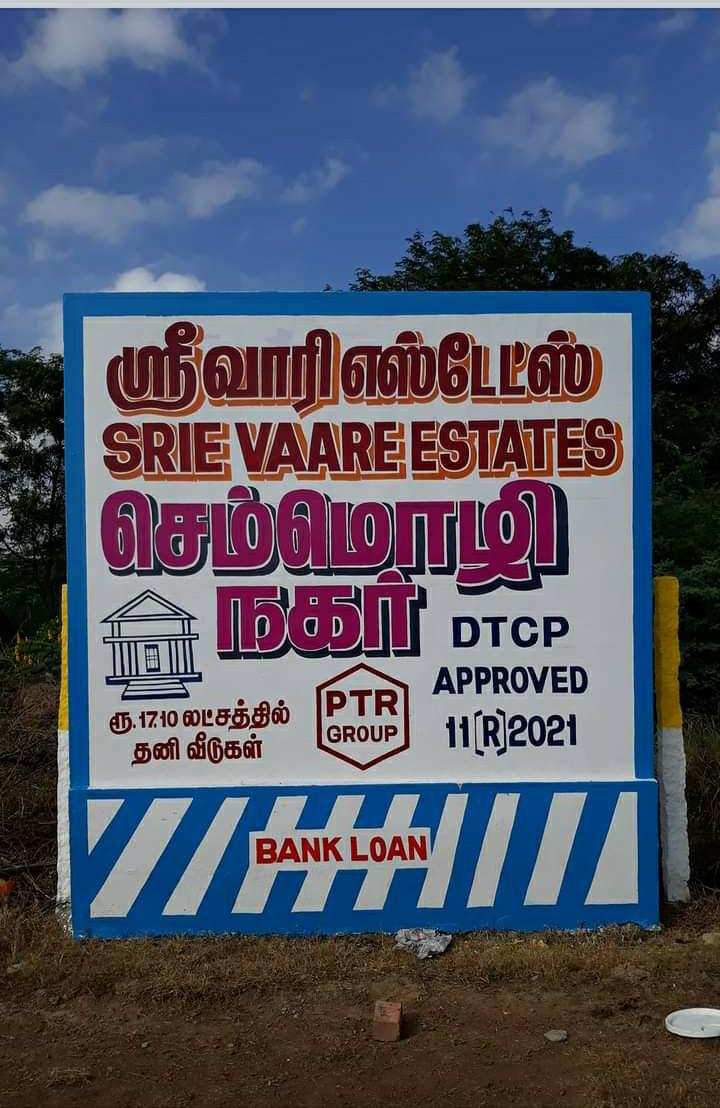 ஸ்ரீ வாரி எஸ்டேட்ஸ்
SRIE VAARE ESTATES
செம்மொழி
நகர்
DTCP
APPROVED
11[R]2021
PTR
GROUP
ரூ.17.10 லட்சத்தில்
தனி வீடுகள்
BANK LOAN